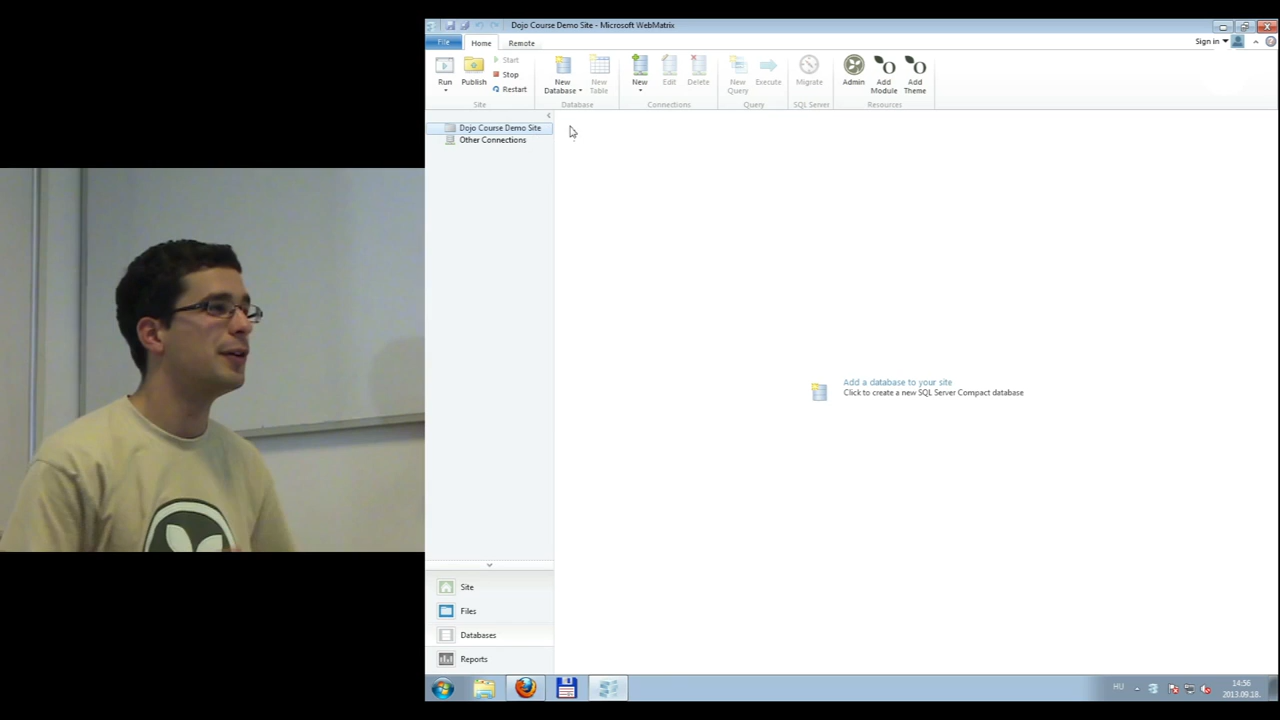 Dojo Course Demo Site - Microsoft WebMatrix
File Home Remote Sign in
Run Publish Start Stop Restart New Database New Table New Edit Delete New Query Execute Migrate Admin Add Module Add Theme
Site Database Connections Query SQL Server Resources
Dojo Course Demo Site
Other Connections
Add a database to your site
Click to create a new SQL Server Compact database
Site
Files
Databases
Reports
HU 14:56
2013.09.18.